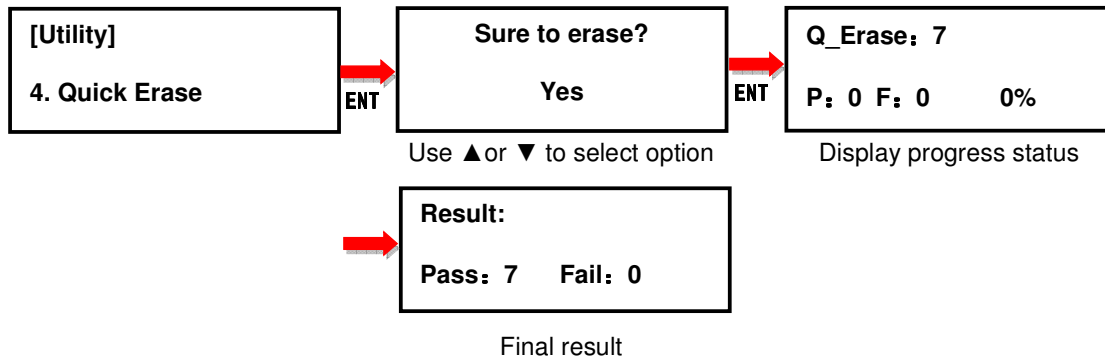 [Utility]
4. Quick Erase
ENT
Sure to erase?
Yes
Use ▲or ▼ to select option
ENT
Q_Erase：7
P：0 F：0 0%
Display progress status
Result:
Pass：7 Fail：0
Final result